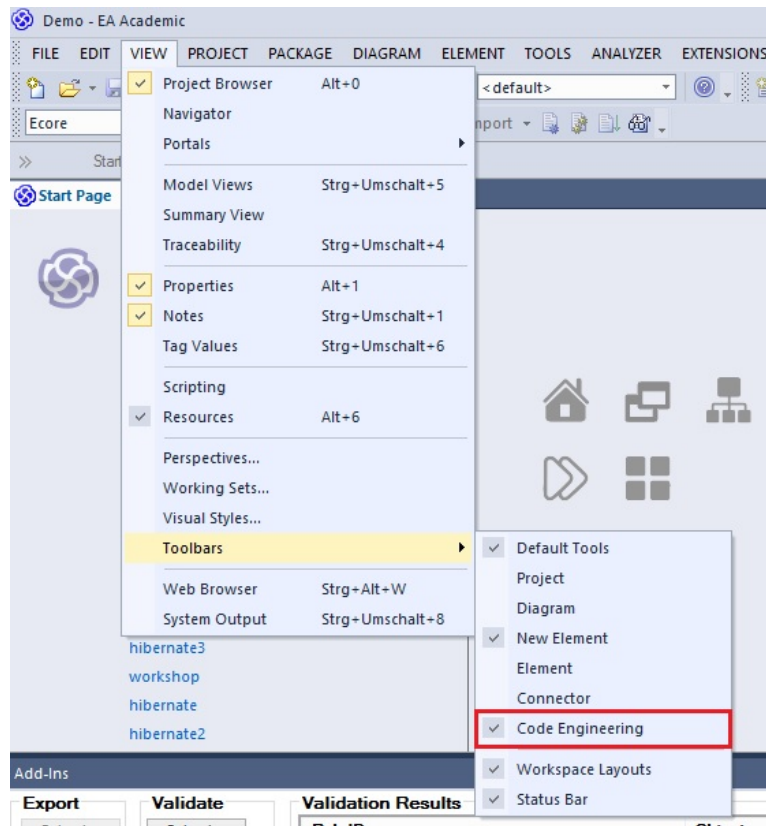 Demo - EA Academic
FILE EDIT VIEW PROJECT PACKAGE DIAGRAM ELEMENT TOOLS ANALYZER EXTENSIONS
<default>
Ecore
Start Page
Project Browser Alt+0
Navigator
Portals
Model Views Strg+Umschalt+5
Summary View
Traceability Strg+Umschalt+4
Properties Alt+1
Notes Strg+Umschalt+1
Tag Values Strg+Umschalt+6
Scripting
Resources Alt+6
Perspectives...
Working Sets...
Visual Styles...
Toolbars
Web Browser Strg+Alt+W
System Output Strg+Umschalt+8
Default Tools
Project
Diagram
New Element
Element
Connector
Code Engineering
Workspace Layouts
Status Bar
hibernate3
workshop
hibernate
hibernate2
Add-Ins
Export Validate Validation Results